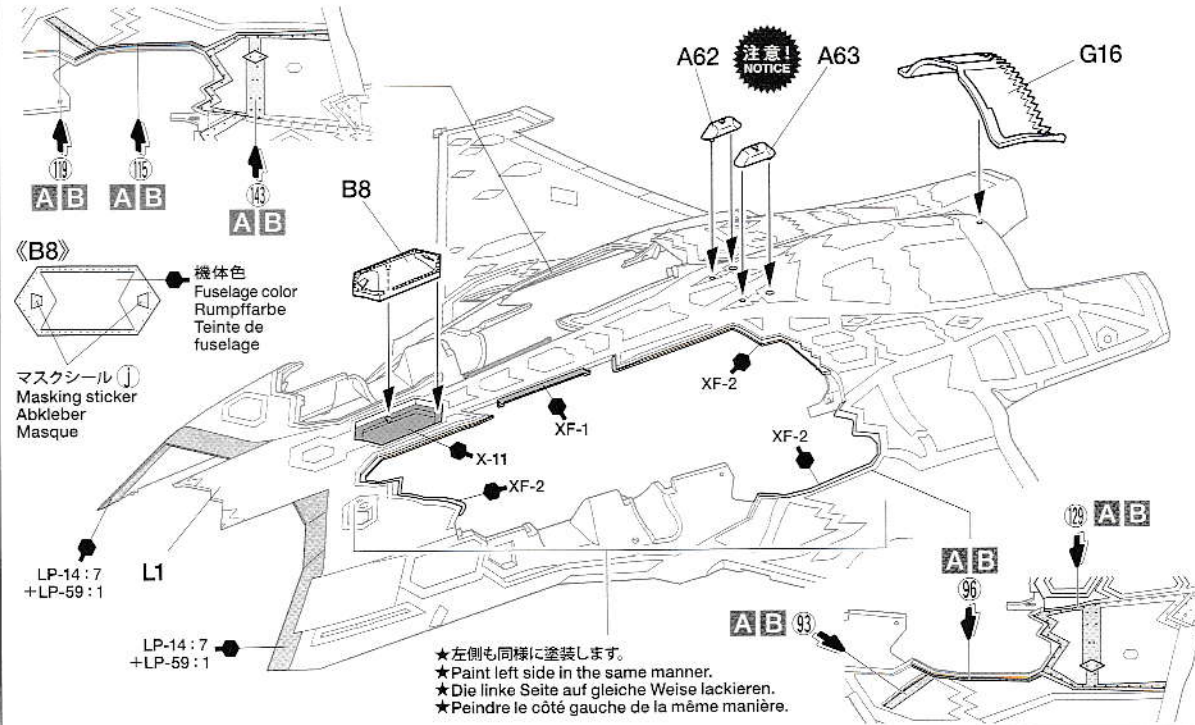 A62
注意!
NOTICE
A63
G16
119
A B
115
A B
143
A B
B8
《B8》
機体色
Fuselage color
Rumpffarbe
Teinte de
fuselage
マスクシール j
Masking sticker
Abkleber
Masque
XF-2
XF-1
XF-2
X-11
XF-2
LP-14:7
+LP-59:1
L1
LP-14:7
+LP-59:1
129 A B
A B
96
A B 93
★左側も同様に塗装します。
★Paint left side in the same manner.
★Die linke Seite auf gleiche Weise lackieren.
★Peindre le côté gauche de la même manière.